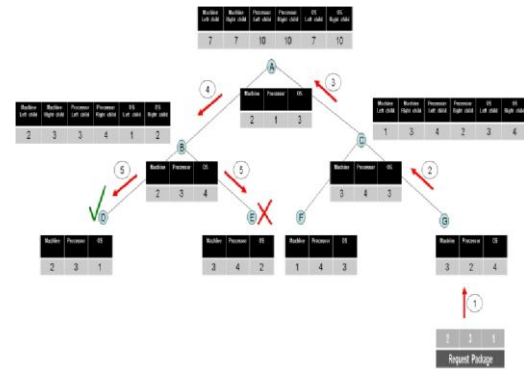 Machine Left child Machine Right child Processor Left child Processor Right child OS Left child OS Right child
7 7 10 10 7 10
A
4
3
Machine Processor OS
2 1 3
Machine Left child Machine Right child Processor Left child Processor Right child OS Left child OS Right child
2 3 3 4 1 2
Machine Left child Machine Right child Processor Left child Processor Right child OS Left child OS Right child
1 3 4 2 3 4
B
C
5
5
2
Machine Processor OS
2 3 4
Machine Processor OS
3 4 3
D
E
F
G
Machine Processor OS
2 3 1
Machine Processor OS
3 4 2
Machine Processor OS
1 4 3
Machine Processor OS
3 2 4
1
2 3 1
Request Package